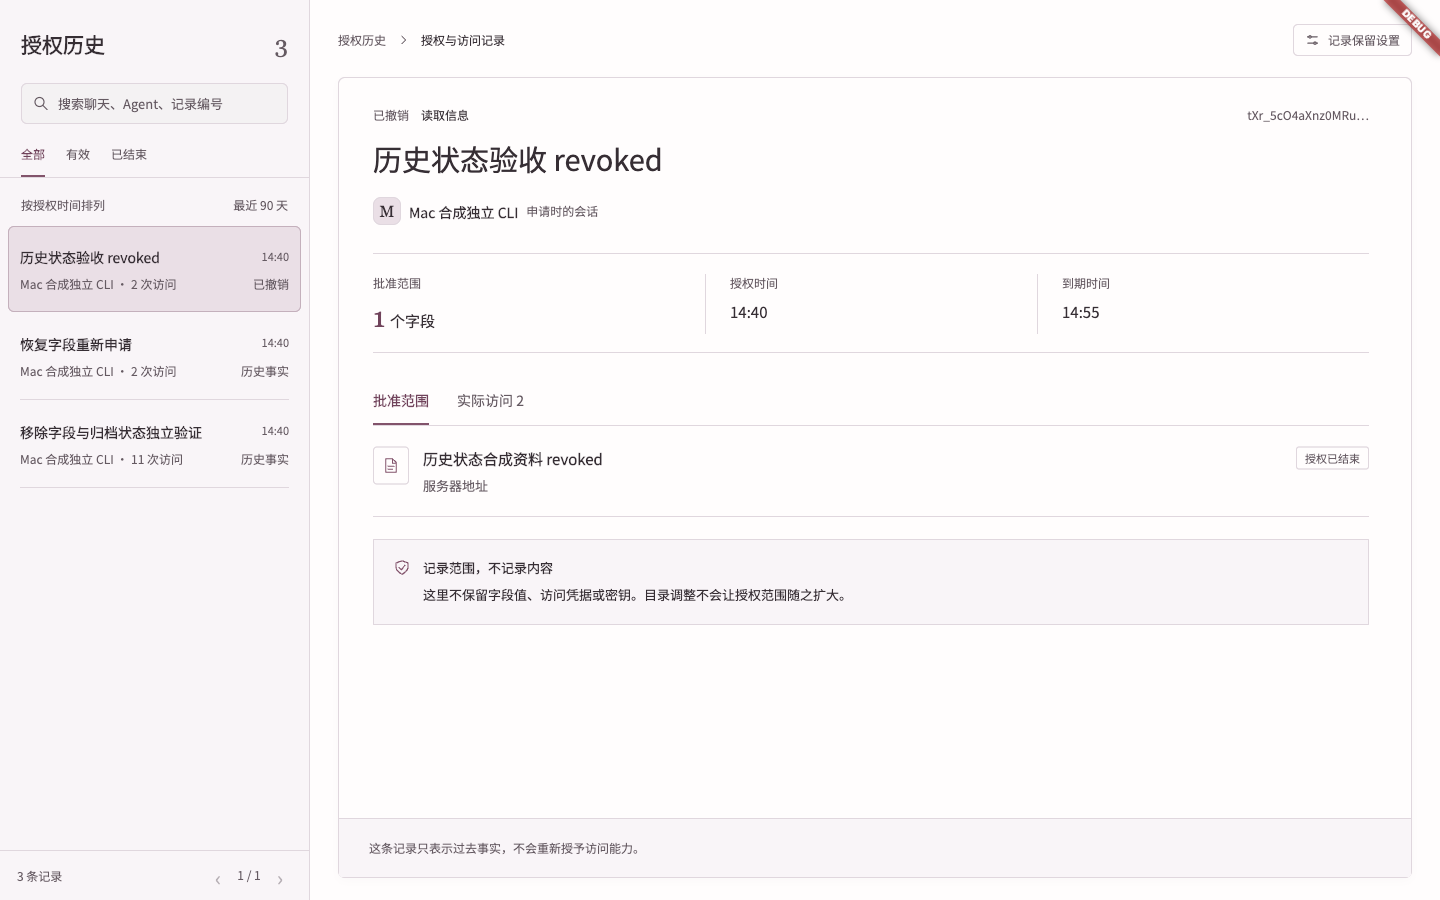 授权历史
3
搜索聊天、Agent、记录编号
全部 有效 已结束
按授权时间排列 最近 90 天
历史状态验收 revoked 14:40
Mac 合成独立 CLI · 2 次访问 已撤销
恢复字段重新申请 14:40
Mac 合成独立 CLI · 2 次访问 历史事实
移除字段与归档状态独立验证 14:40
Mac 合成独立 CLI · 11 次访问 历史事实
3 条记录 ‹ 1 / 1 ›
授权历史 > 授权与访问记录
记录保留设置
DEBUG
已撤销 读取信息 tXr_5cO4aXnz0MRu...
历史状态验收 revoked
M Mac 合成独立 CLI 申请时的会话
批准范围 授权时间 到期时间
1 个字段 14:40 14:55
批准范围 实际访问 2
历史状态合成资料 revoked 授权已结束
服务器地址
记录范围，不记录内容
这里不保留字段值、访问凭据或密钥。目录调整不会让授权范围随之扩大。
这条记录只表示过去事实，不会重新授予访问能力。